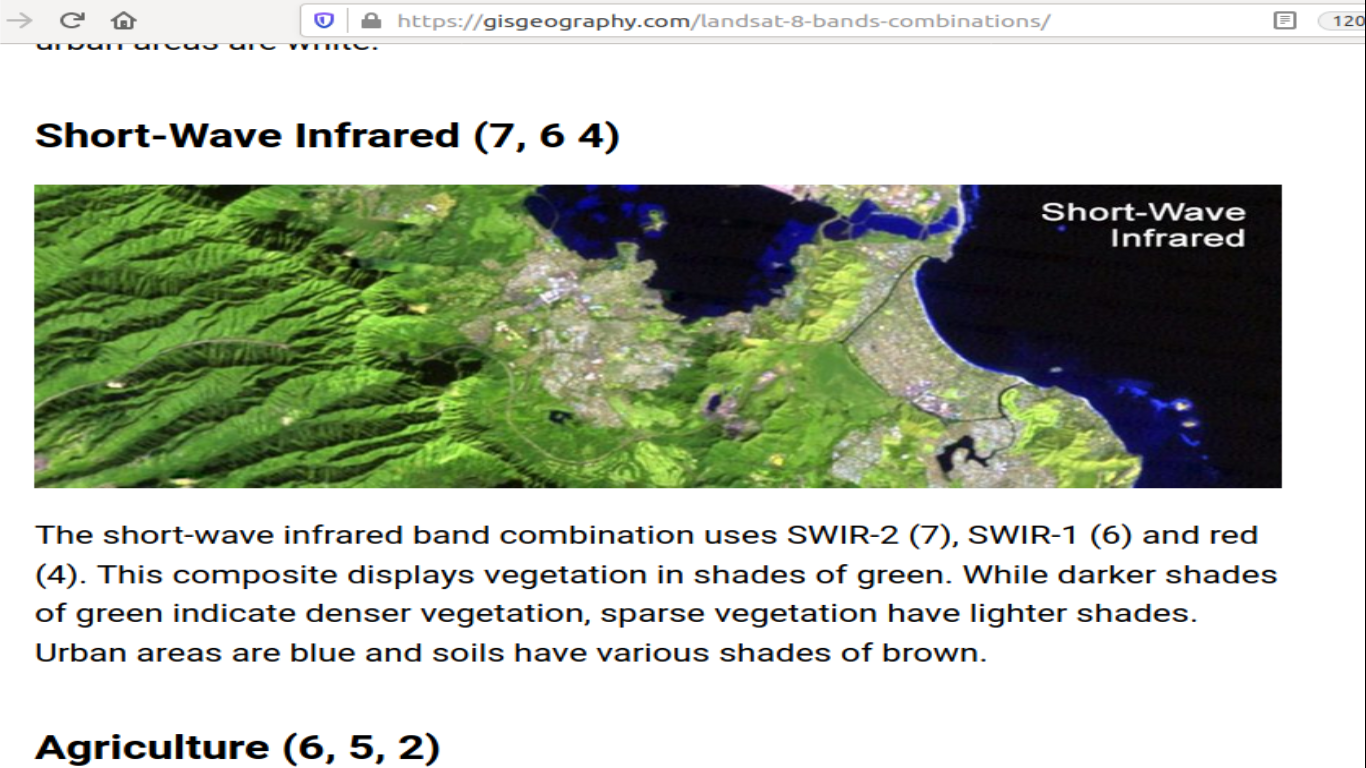 https://gisgeography.com/landsat-8-bands-combinations/
120
urban areas are white.
Short-Wave Infrared (7, 6 4)
Short-Wave
Infrared
The short-wave infrared band combination uses SWIR-2 (7), SWIR-1 (6) and red
(4). This composite displays vegetation in shades of green. While darker shades
of green indicate denser vegetation, sparse vegetation have lighter shades.
Urban areas are blue and soils have various shades of brown.
Agriculture (6, 5, 2)